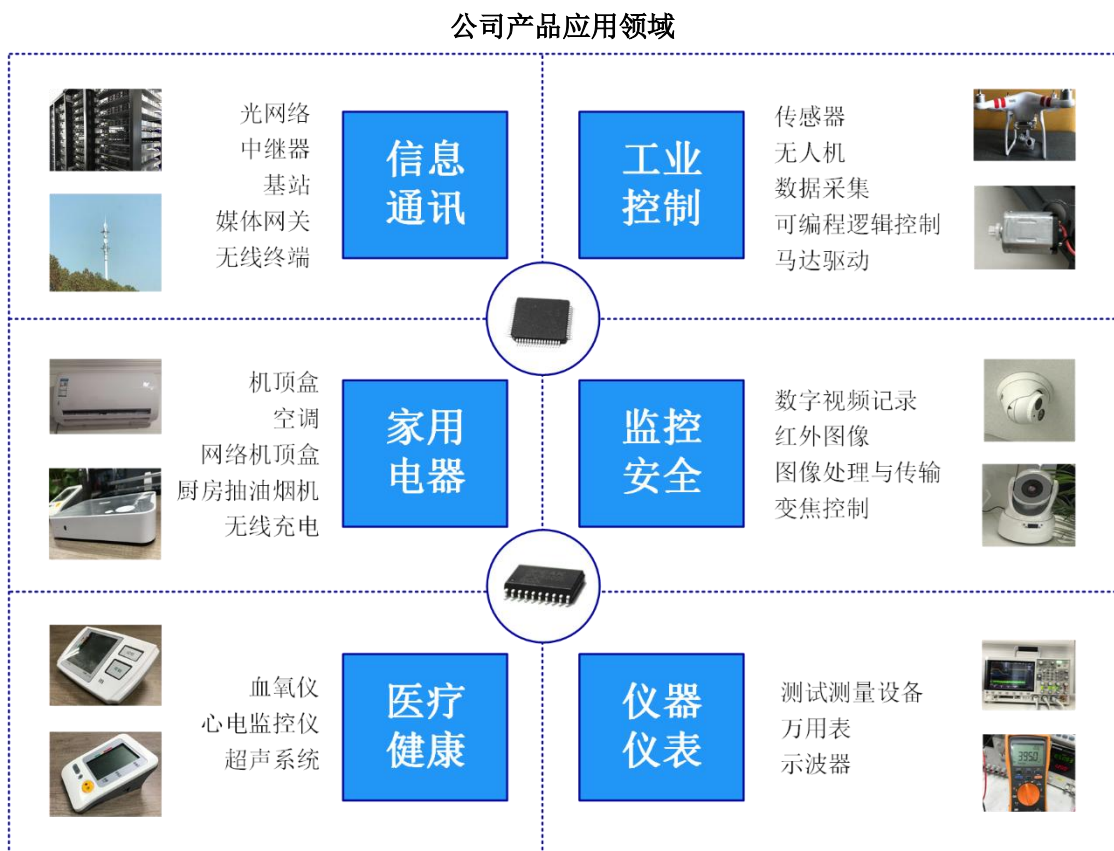 公司产品应用领域
光网络
中继器
基站
媒体网关
无线终端
信息
通讯
工业
控制
传感器
无人机
数据采集
可编程逻辑控制
马达驱动
机顶盒
空调
网络机顶盒
厨房抽油烟机
无线充电
家用
电器
监控
安全
数字视频记录
红外图像
图像处理与传输
变焦控制
血氧仪
心电监控仪
超声系统
医疗
健康
仪器
仪表
测试测量设备
万用表
示波器